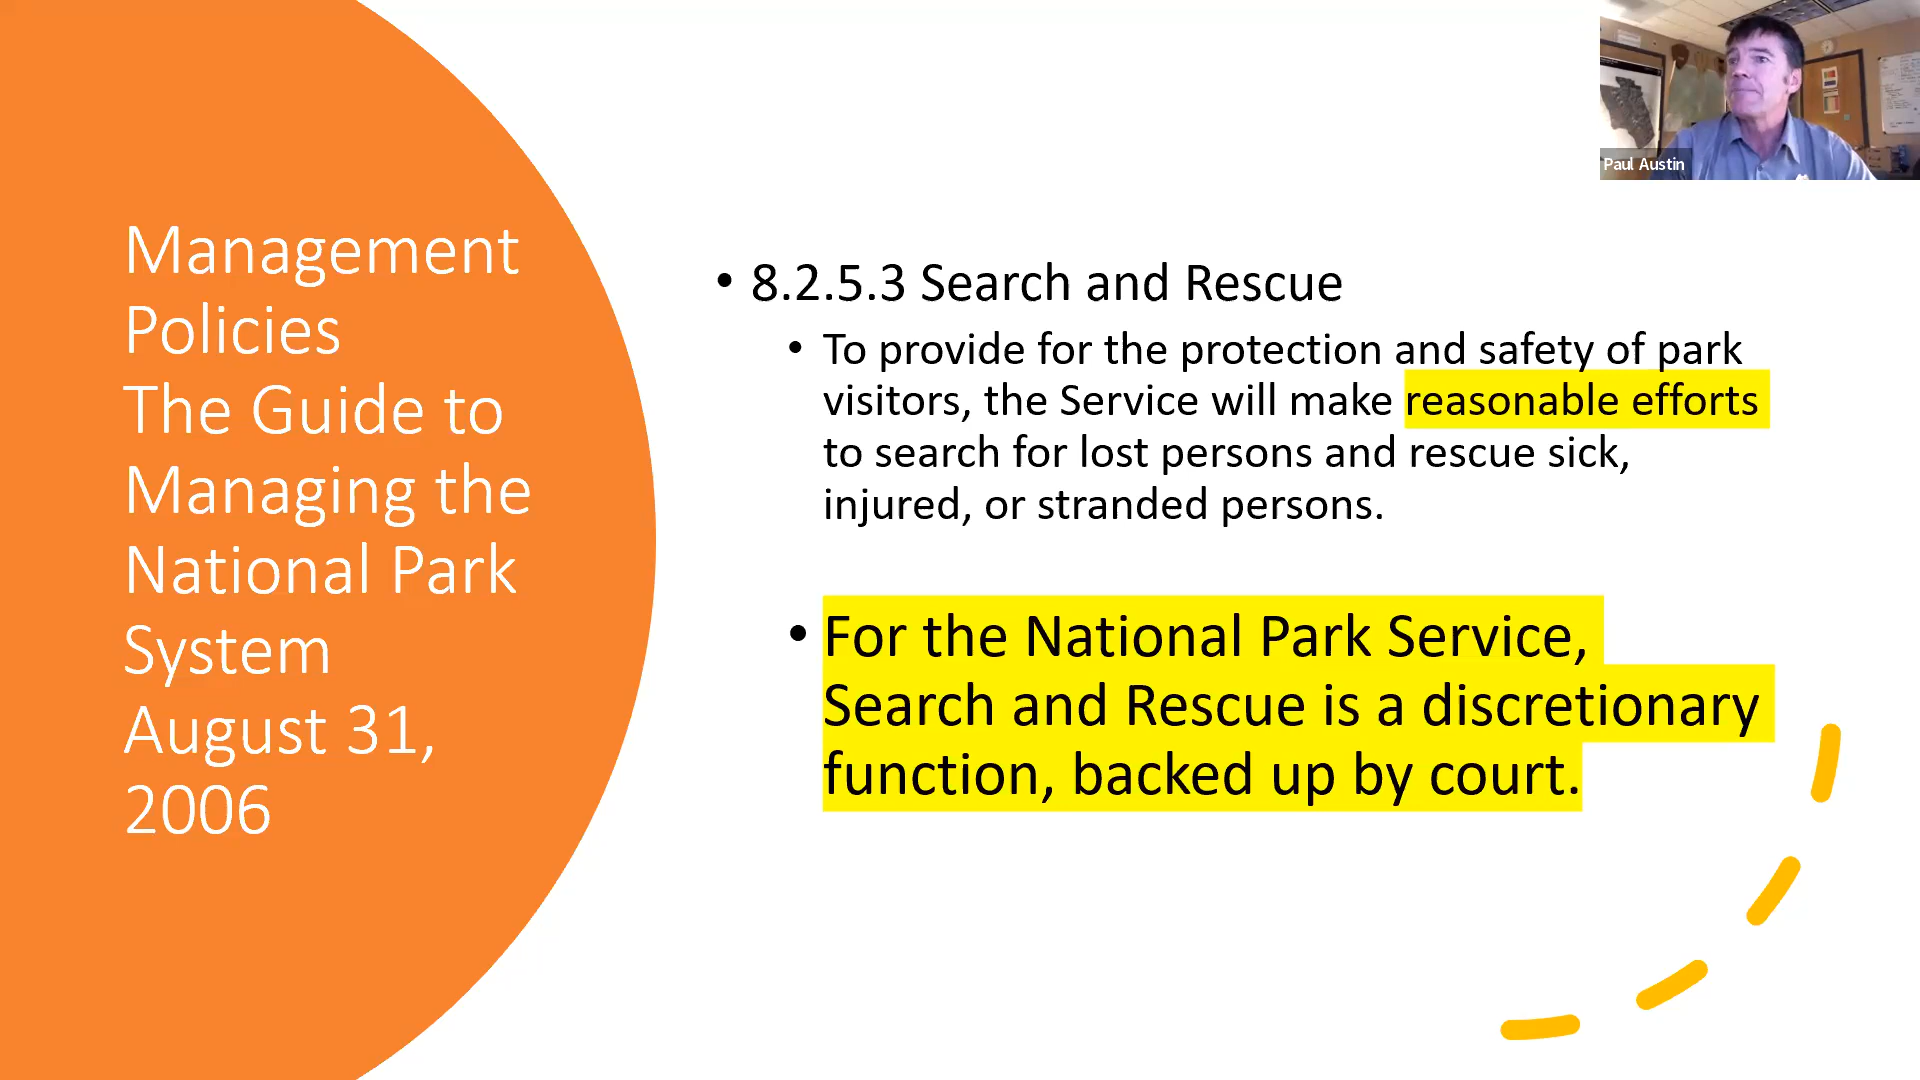 Management
Policies
The Guide to
Managing the
National Park
System
August 31,
2006
• 8.2.5.3 Search and Rescue
• To provide for the protection and safety of park
visitors, the Service will make reasonable efforts
to search for lost persons and rescue sick,
injured, or stranded persons.
• For the National Park Service,
Search and Rescue is a discretionary
function, backed up by court.
Paul Austin